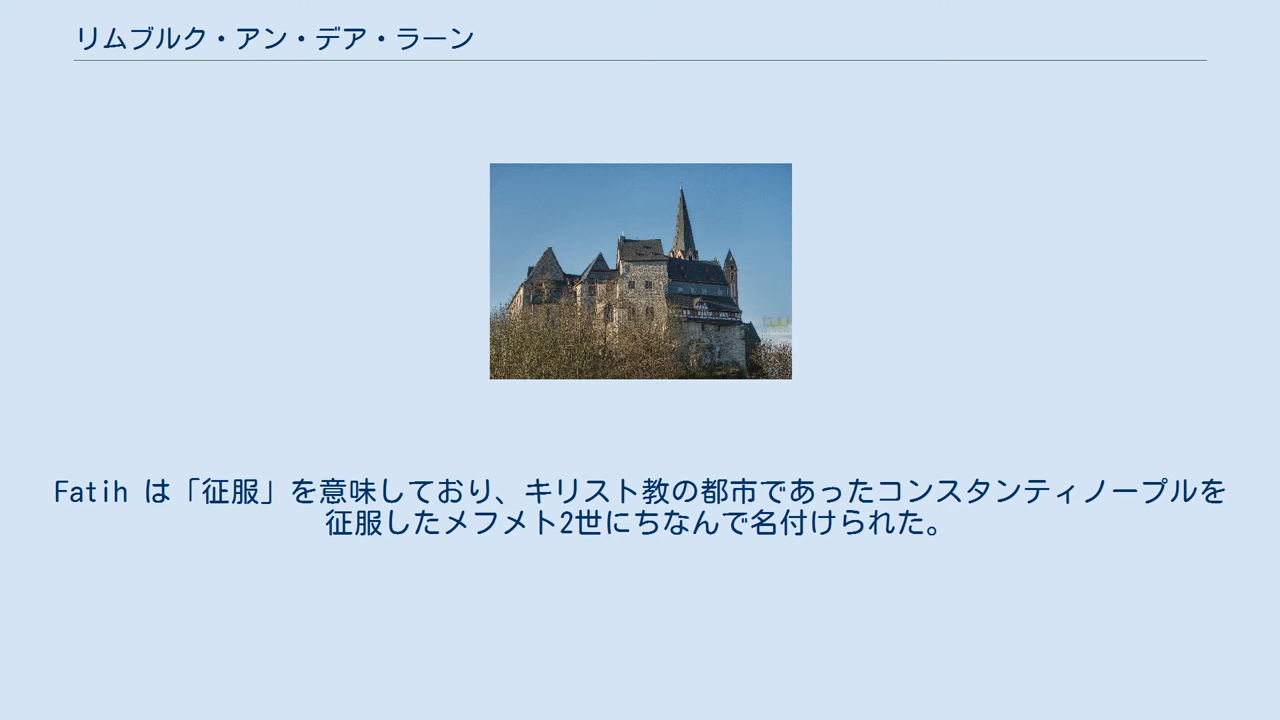 リムブルク・アン・デア・ラーン
Fatih は「征服」を意味しており、キリスト教の都市であったコンスタンティノープルを
征服したメフメト2世にちなんで名付けられた。